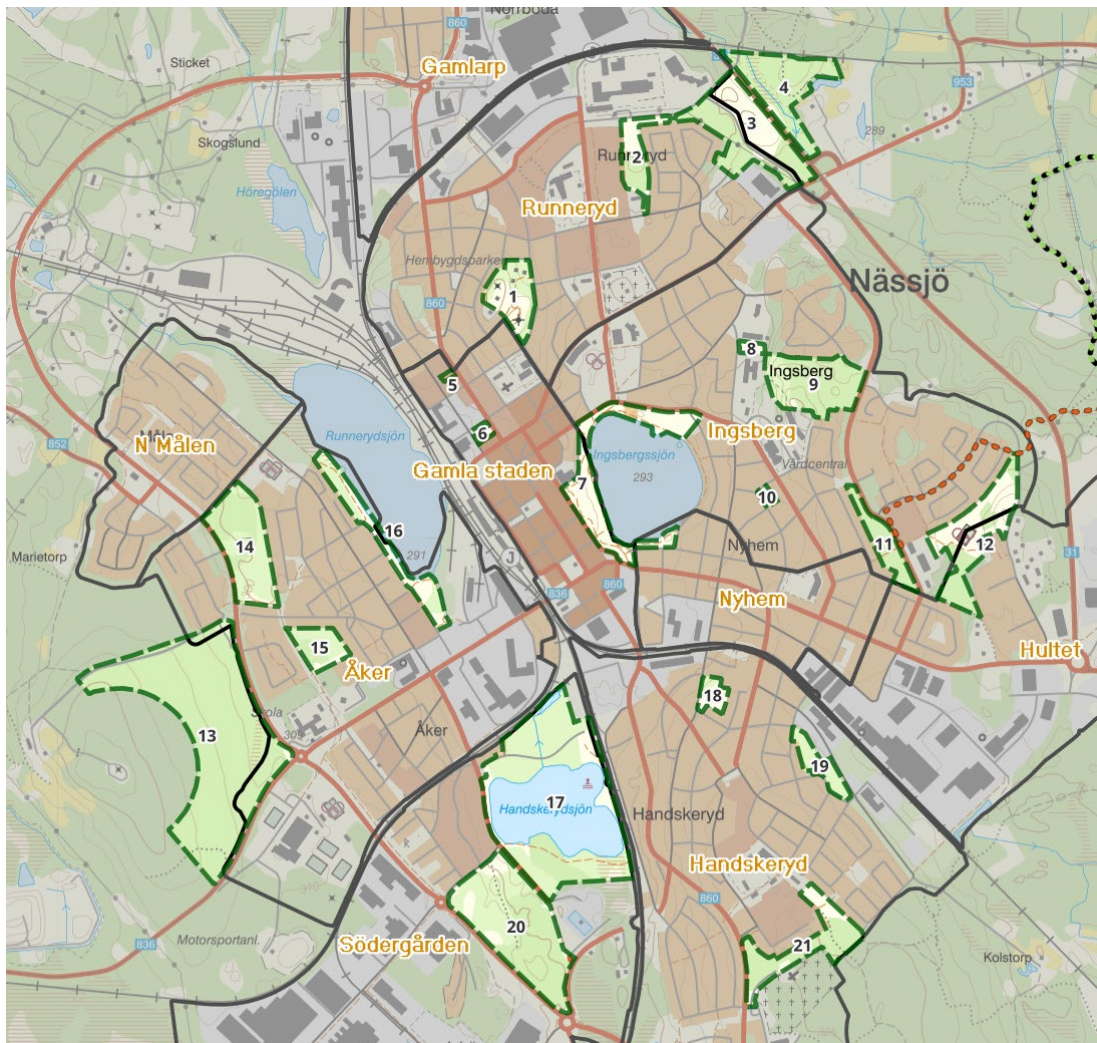 Norrboda
860
Sticket
Gamlarp
953
4
3
289
Skogslund
2
Runneryd
Höregölen
Runneryd
Hembygdsparken
Nässjö
1
860
8
Ingsberg
9
5
852
Runnerydsjön
6
Ingsberg
N Målen
Gamla staden
Ingsbergssjön
293
7
Vårdcentral
10
16
14
291
Marietorp
J
Nyhem
11
12
31
836
860
Nyhem
15
Åker
Hultet
18
13
Åker
19
17
Handskerydsjön
Handskeryd
Handskeryd
310
860
20
836
Motorsportanl.
Södergården
21
Kolstorp